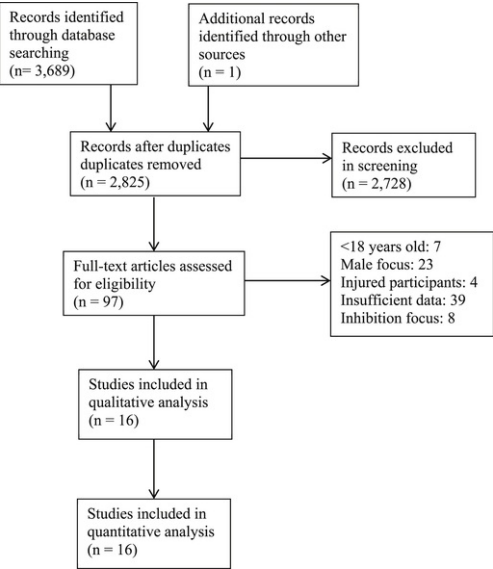 Records identified
through database
searching
(n= 3,689)
Additional records
identified through other
sources
(n = 1)
Records after duplicates
duplicates removed
(n = 2,825)
Records excluded
in screening
(n = 2,728)
Full-text articles assessed
for eligibility
(n = 97)
<18 years old: 7
Male focus: 23
Injured participants: 4
Insufficient data: 39
Inhibition focus: 8
Studies included in
qualitative analysis
(n = 16)
Studies included in
quantitative analysis
(n = 16)